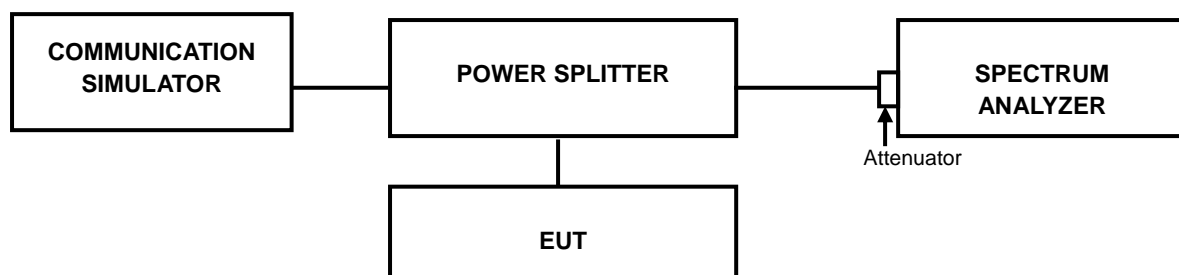 COMMUNICATION
SIMULATOR
POWER SPLITTER
SPECTRUM
ANALYZER
Attenuator
EUT